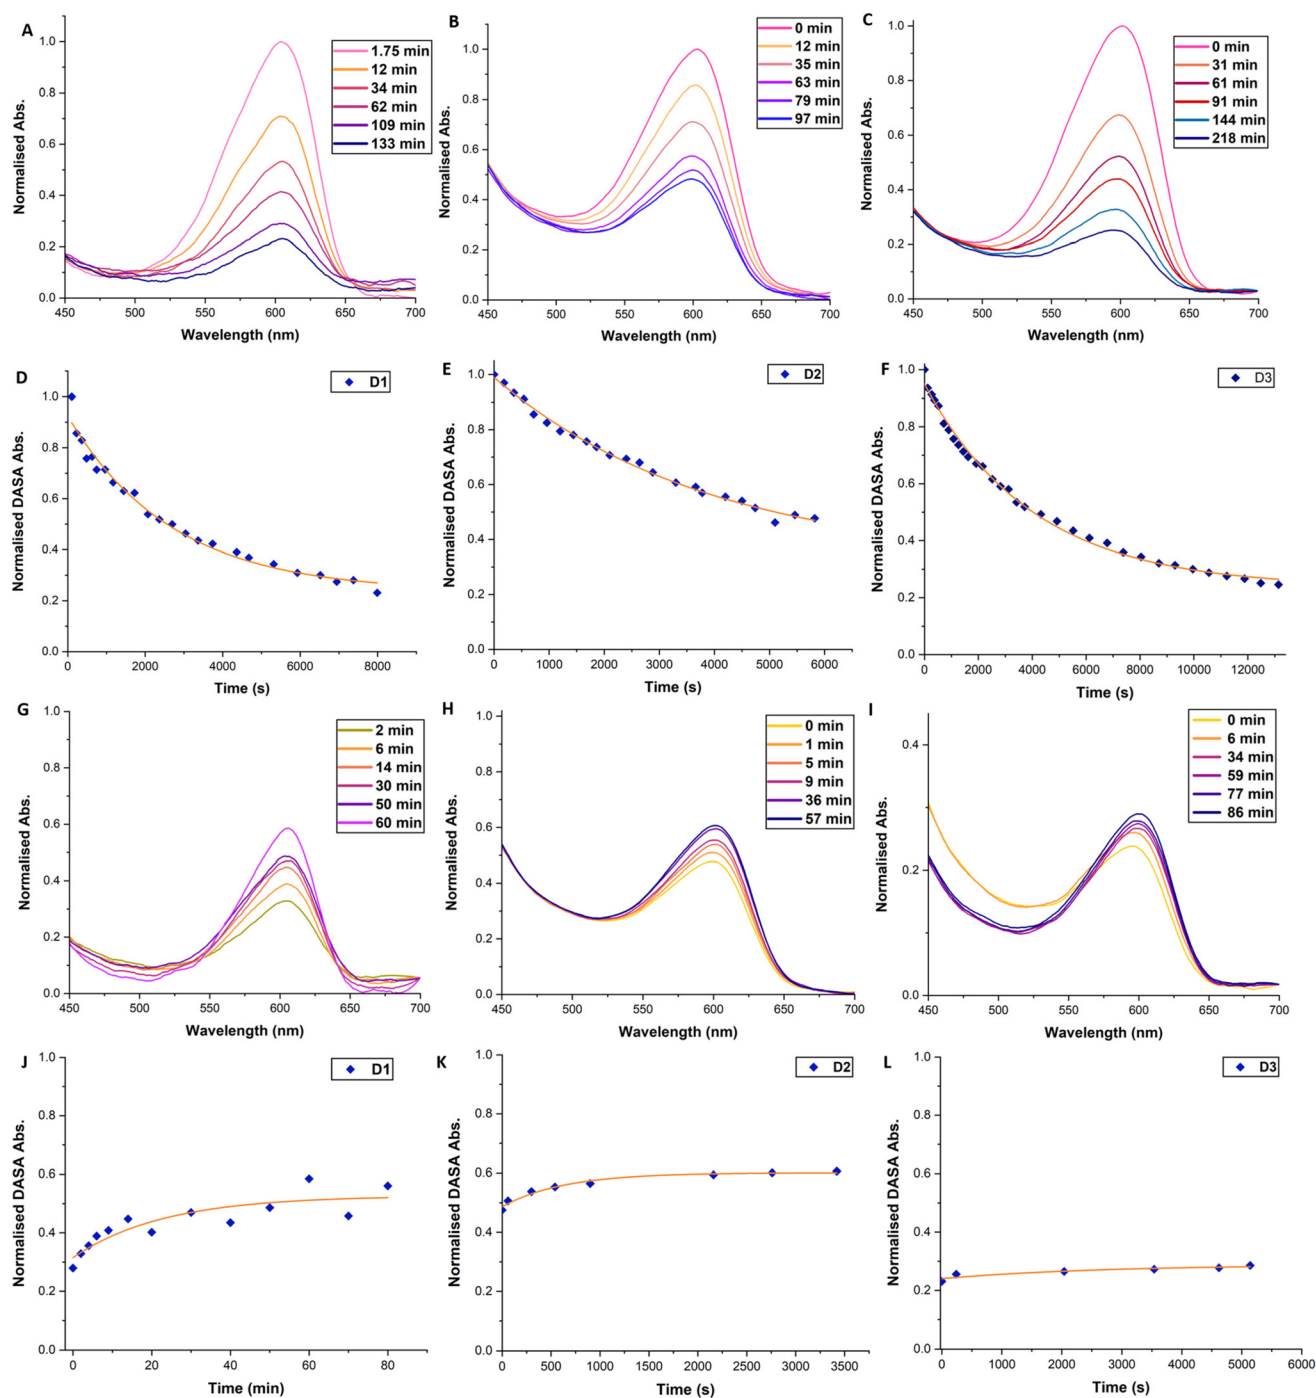 A
1.75 min
12 min
34 min
62 min
109 min
133 min
Normalised Abs.
1.0
0.8
0.6
0.4
0.2
0.0
450 500 550 600 650 700
Wavelength (nm)
B
0 min
12 min
35 min
63 min
79 min
97 min
Normalised Abs.
1.0
0.8
0.6
0.4
0.2
0.0
450 500 550 600 650 700
Wavelength (nm)
C
0 min
31 min
61 min
91 min
144 min
218 min
Normalised Abs.
1.0
0.8
0.6
0.4
0.2
0.0
450 500 550 600 650 700
Wavelength (nm)
D
D1
Normalised DASA Abs.
1.0
0.8
0.6
0.4
0.2
0.0
0 2000 4000 6000 8000
Time (s)
E
D2
Normalised DASA Abs.
1.0
0.8
0.6
0.4
0.2
0.0
0 1000 2000 3000 4000 5000 6000
Time (s)
F
D3
Normalised DASA Abs.
1.0
0.8
0.6
0.4
0.2
0.0
0 2000 4000 6000 8000 10000 12000
Time (s)
G
2 min
6 min
14 min
30 min
50 min
60 min
Normalised Abs.
1.0
0.8
0.6
0.4
0.2
0.0
450 500 550 600 650 700
Wavelength (nm)
H
0 min
1 min
5 min
9 min
36 min
57 min
Normalised Abs.
1.0
0.8
0.6
0.4
0.2
0.0
450 500 550 600 650 700
Wavelength (nm)
I
0 min
6 min
34 min
59 min
77 min
86 min
Normalised Abs.
0.4
0.2
0.0
450 500 550 600 650 700
Wavelength (nm)
J
D1
Normalised DASA Abs.
1.0
0.8
0.6
0.4
0.2
0.0
0 20 40 60 80
Time (min)
K
D2
Normalised DASA Abs.
1.0
0.8
0.6
0.4
0.2
0.0
0 500 1000 1500 2000 2500 3000 3500
Time (s)
L
D3
Normalised DASA Abs.
1.0
0.8
0.6
0.4
0.2
0.0
0 1000 2000 3000 4000 5000 6000
Time (s)